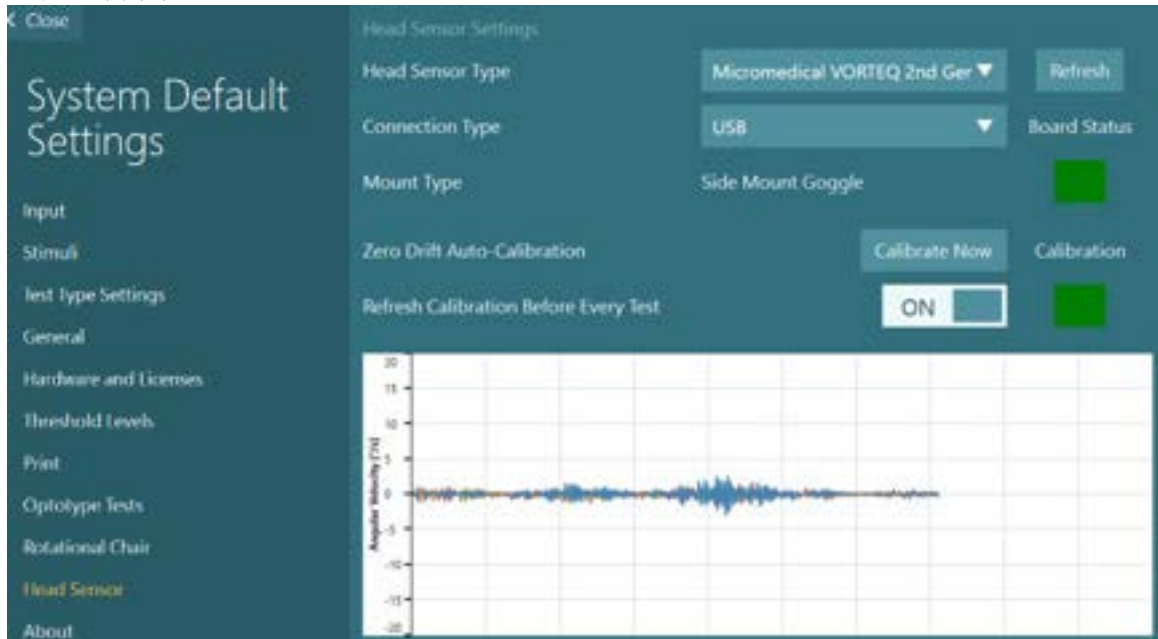 Close
System Default
Settings
Input
Stimuli
Test Type Settings
General
Hardware and Licenses
Threshold Levels
Print
Optotype Tests
Rotational Chair
Head Sensor
About
Head Sensor Settings
Head Sensor Type
Micromedical VORTEQ 2nd Ger
Refresh
Connection Type
USB
Board Status
Mount Type
Side Mount Goggle
Zero Drift Auto-Calibration
Calibrate Now
Calibration
Refresh Calibration Before Every Test
ON
Angular Velocity [°/s]
20
15
10
5
0
-5
-10
-15
-20